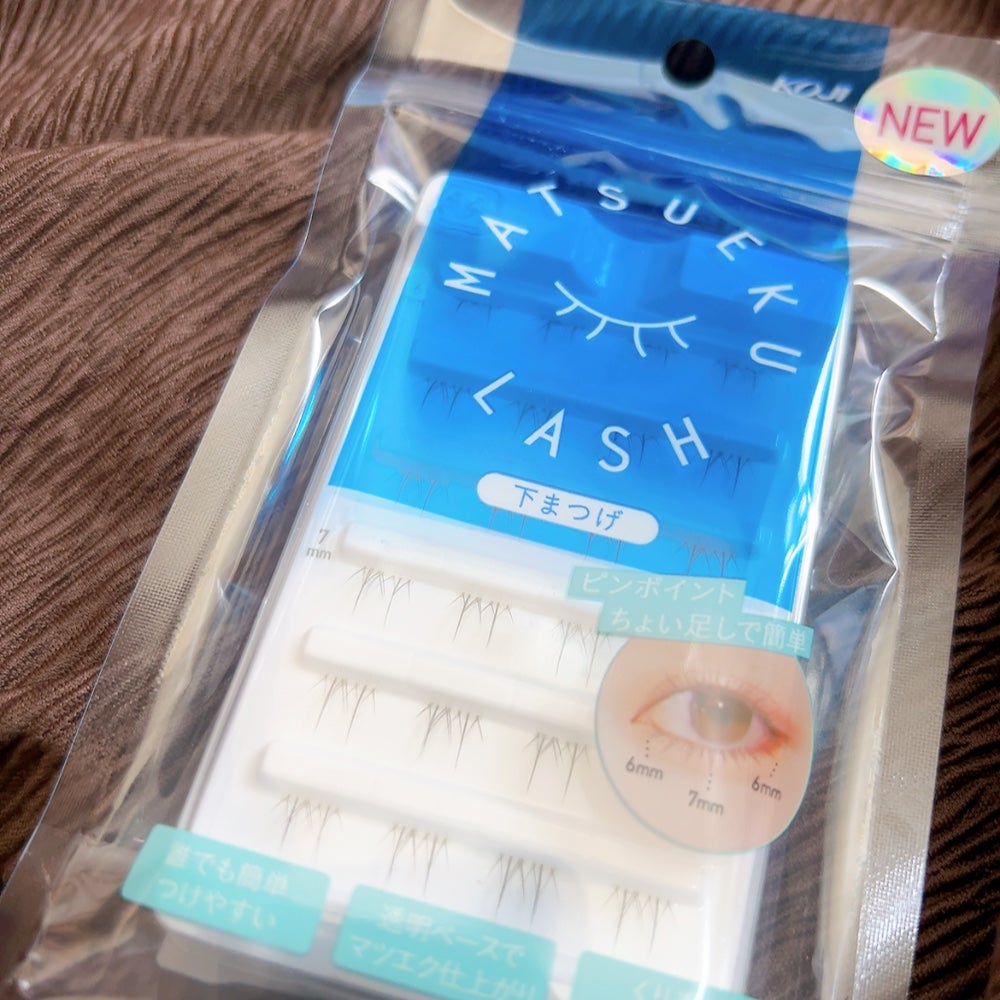 KOJI
NEW
MATSUEKU
LASH
下まつげ
7
mm
ピンポイント
ちょい足しで簡単
6mm
7mm
6mm
誰でも簡単
つけやすい
透明ベースで
マツエク仕上がり